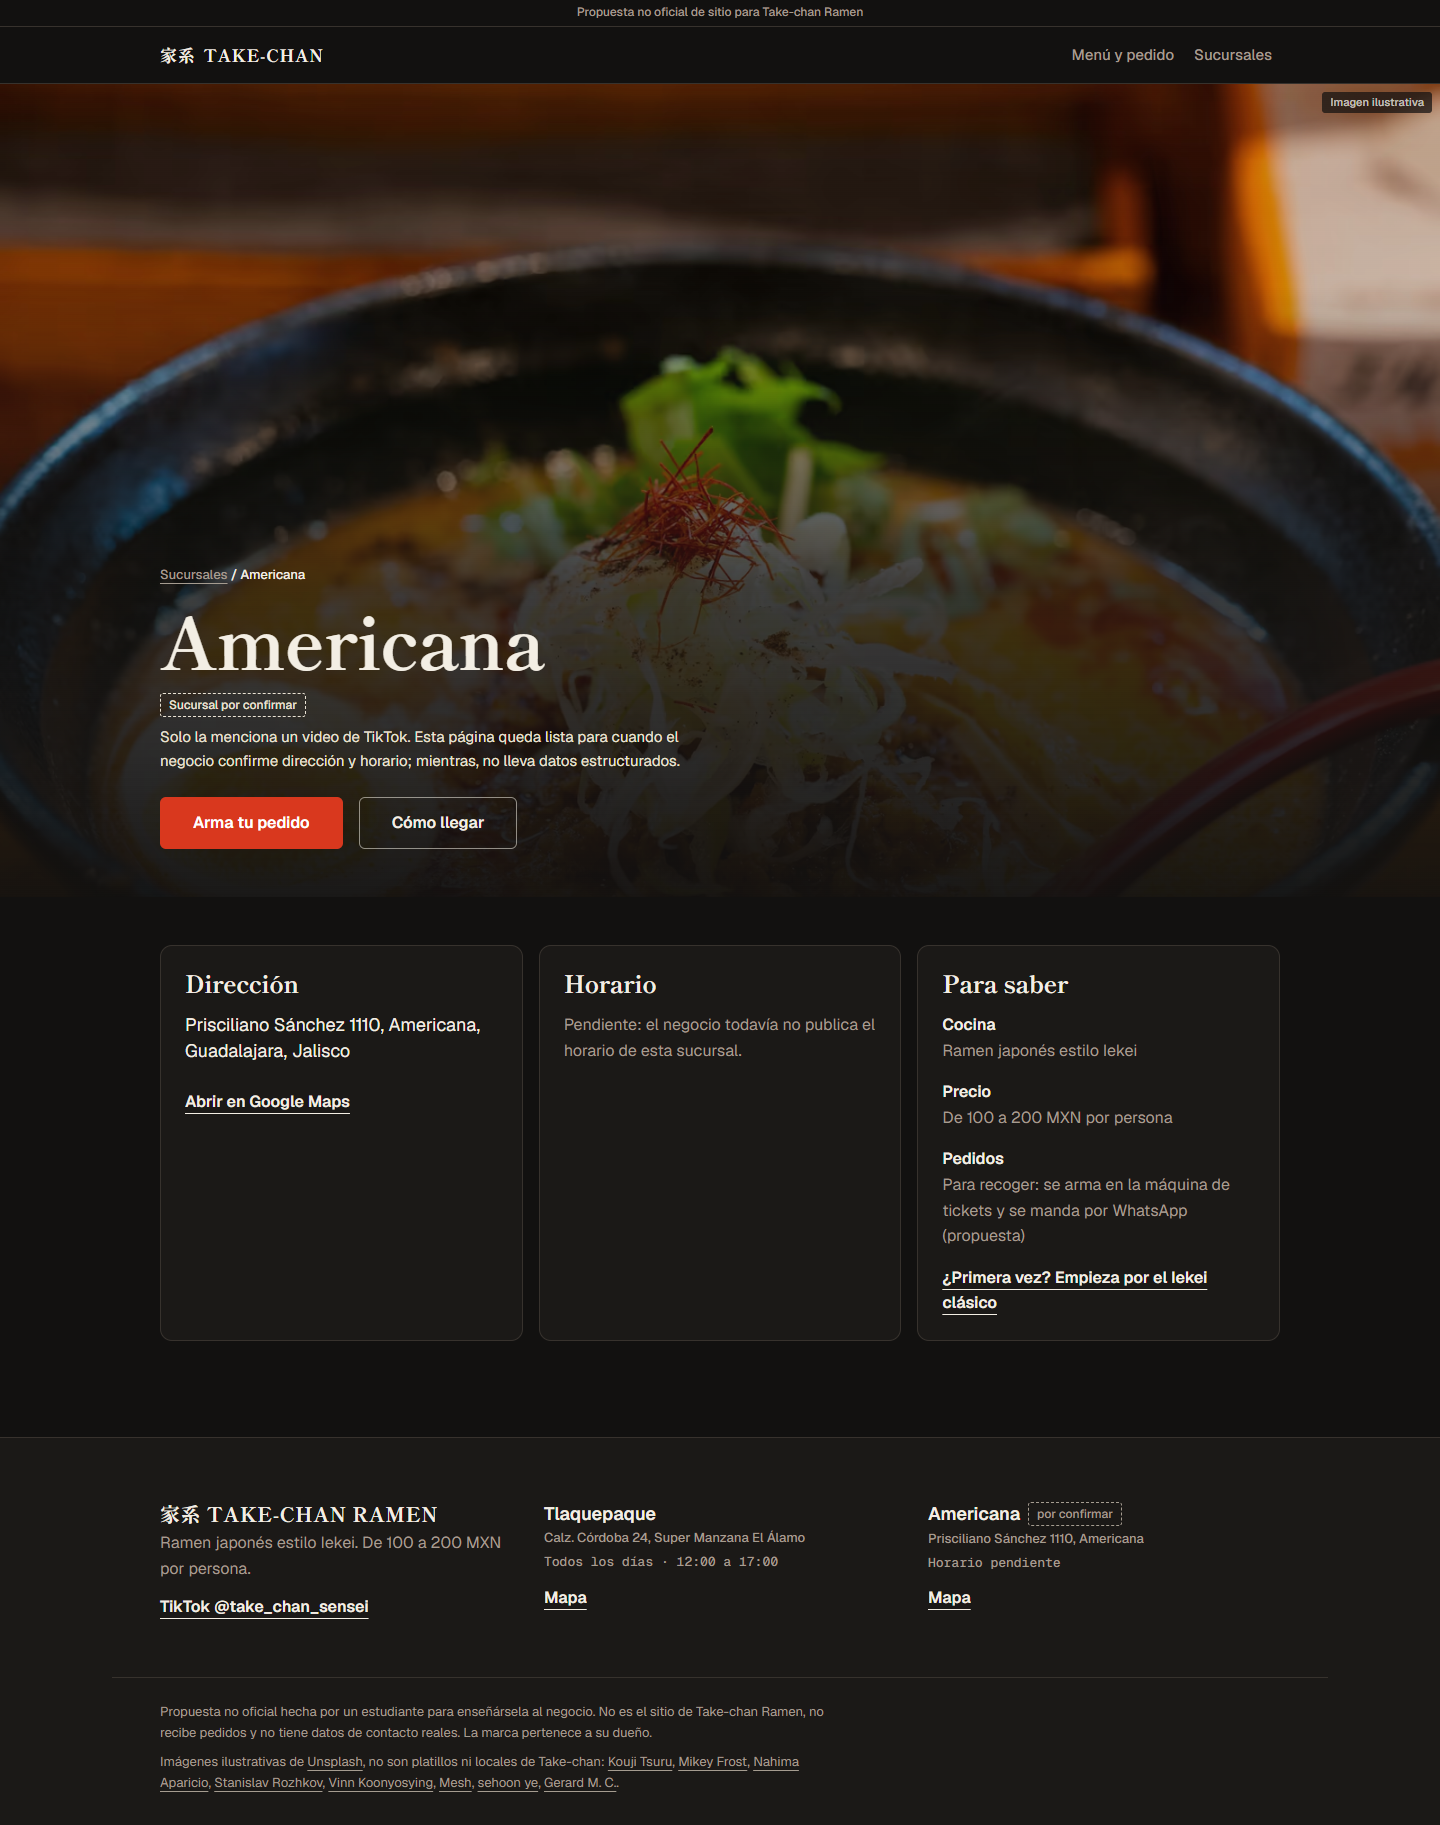 Propuesta no oficial de sitio para Take-chan Ramen
家系 TAKE-CHAN
Menú y pedido
Sucursales
Imagen ilustrativa
Sucursales / Americana
Americana
Sucursal por confirmar
Solo la menciona un video de TikTok. Esta página queda lista para cuando el
negocio confirme dirección y horario; mientras, no lleva datos estructurados.
Arma tu pedido
Cómo llegar
Dirección
Prisciliano Sánchez 1110, Americana,
Guadalajara, Jalisco
Abrir en Google Maps
Horario
Pendiente: el negocio todavía no publica el
horario de esta sucursal.
Para saber
Cocina
Ramen japonés estilo Iekei
Precio
De 100 a 200 MXN por persona
Pedidos
Para recoger: se arma en la máquina de
tickets y se manda por WhatsApp
(propuesta)
¿Primera vez? Empieza por el Iekei
clásico
家系 TAKE-CHAN RAMEN
Ramen japonés estilo Iekei. De 100 a 200 MXN
por persona.
TikTok @take_chan_sensei
Tlaquepaque
Calz. Córdoba 24, Super Manzana El Álamo
Todos los días · 12:00 a 17:00
Mapa
Americana por confirmar
Prisciliano Sánchez 1110, Americana
Horario pendiente
Mapa
Propuesta no oficial hecha por un estudiante para enseñársela al negocio. No es el sitio de Take-chan Ramen, no
recibe pedidos y no tiene datos de contacto reales. La marca pertenece a su dueño.
Imágenes ilustrativas de Unsplash, no son platillos ni locales de Take-chan: Kouji Tsuru, Mikey Frost, Nahima
Aparicio, Stanislav Rozhkov, Vinn Koonyosying, Mesh, sehoon ye, Gerard M. C..